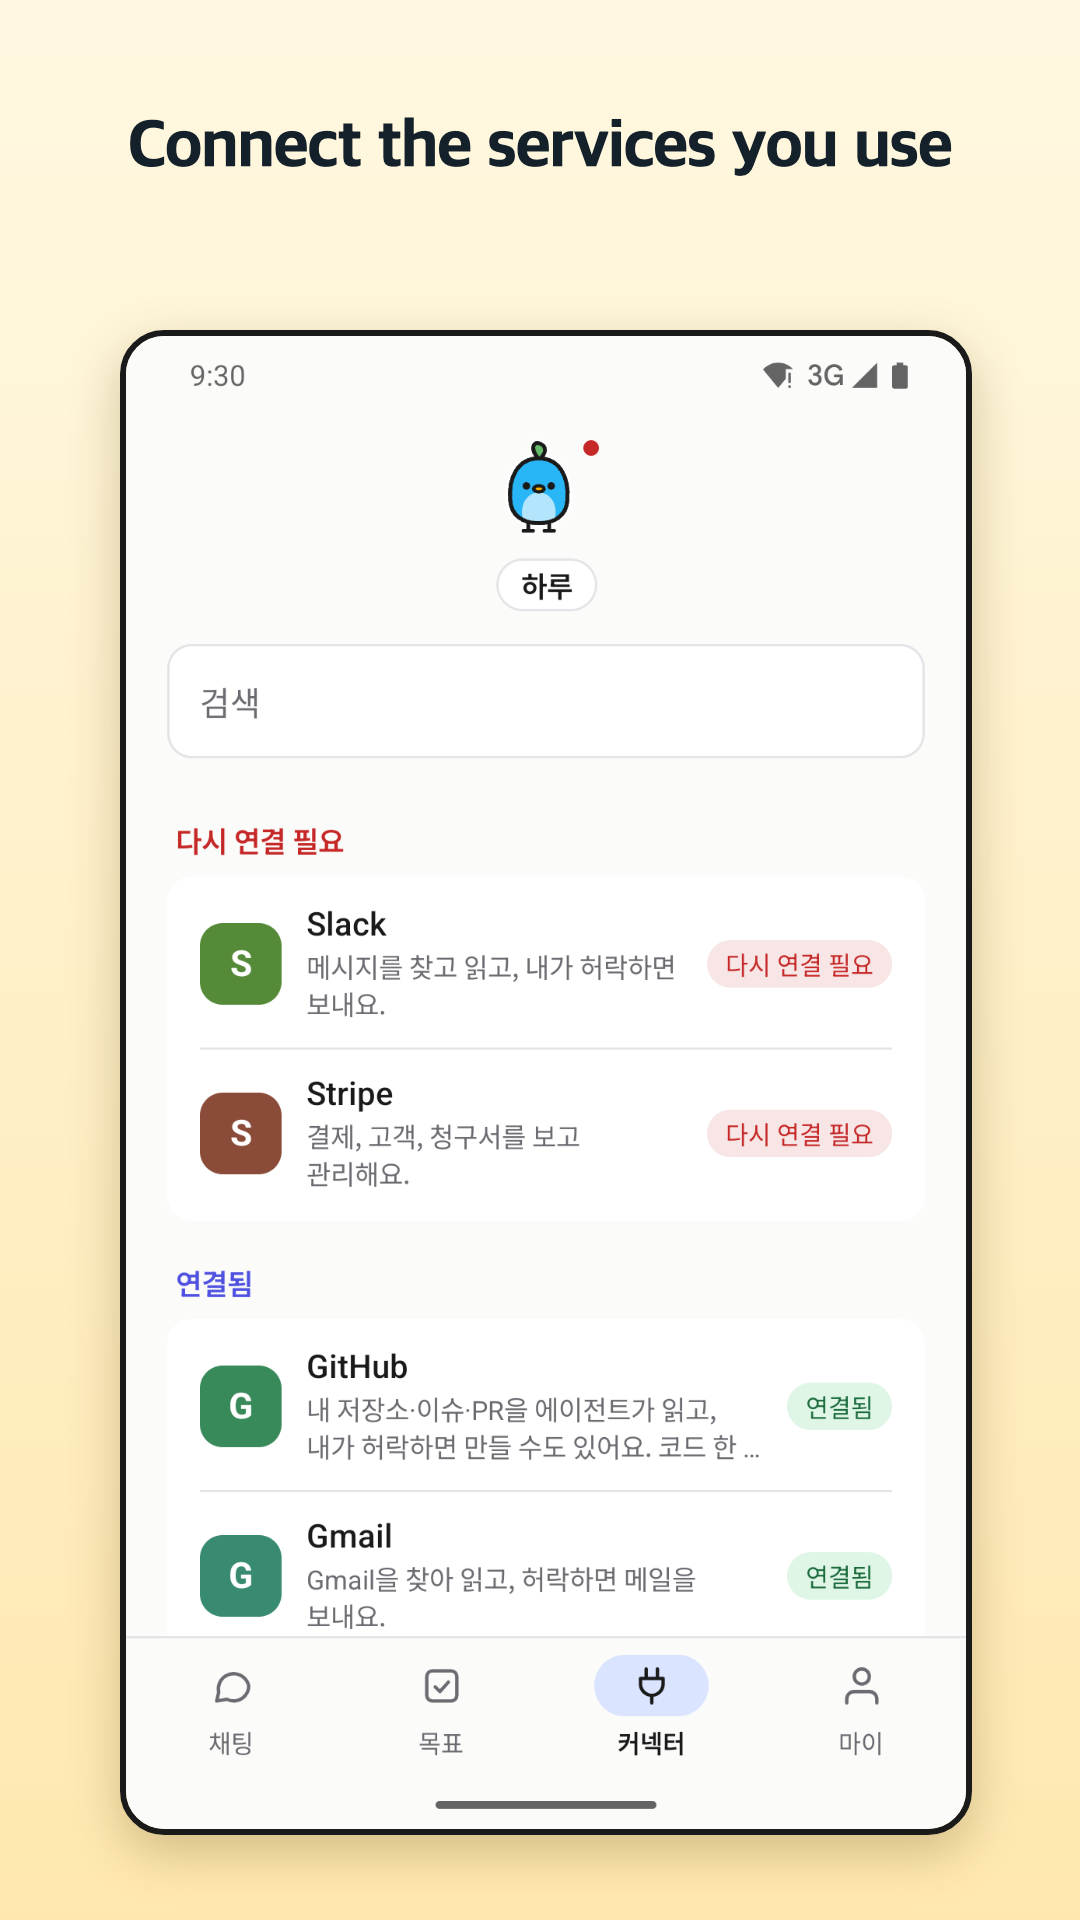 Connect the services you use
9:30
3G
하루
검색
다시 연결 필요
S
Slack
메시지를 찾고 읽고, 내가 허락하면
보내요.
다시 연결 필요
S
Stripe
결제, 고객, 청구서를 보고
관리해요.
다시 연결 필요
연결됨
G
GitHub
내 저장소·이슈·PR을 에이전트가 읽고,
내가 허락하면 만들 수도 있어요. 코드 한 ...
연결됨
G
Gmail
Gmail을 찾아 읽고, 허락하면 메일을
보내요.
연결됨
채팅
목표
커넥터
마이